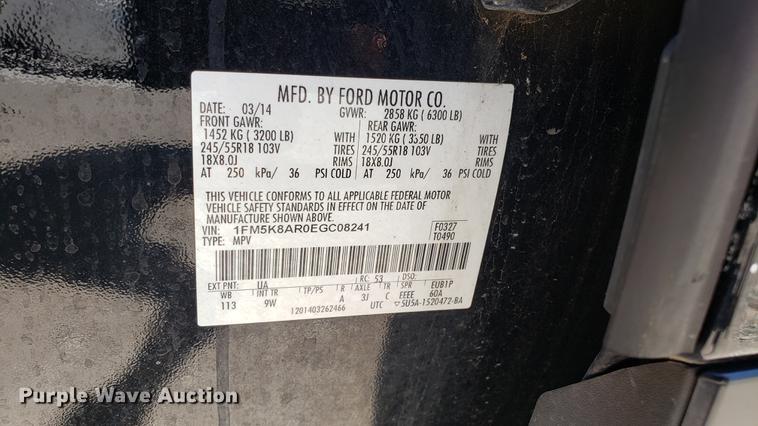 MFD. BY FORD MOTOR CO.
DATE: 03/14 GVWR: 2858 KG ( 6300 LB)
FRONT GAWR: REAR GAWR:
1452 KG ( 3200 LB) WITH 1520 KG ( 3350 LB) WITH
245/55R18 103V TIRES 245/55R18 103V TIRES
18X8.0J RIMS 18X8.0J RIMS
AT 250 kPa/ 36 PSI COLD AT 250 kPa/ 36 PSI COLD
THIS VEHICLE CONFORMS TO ALL APPLICABLE FEDERAL MOTOR
VEHICLE SAFETY STANDARDS IN EFFECT ON THE DATE OF
MANUFACTURE SHOWN ABOVE.
VIN: 1FM5K8AR0EGC08241 F0327
TYPE: MPV T0490
EXT PNT: UA RC: 53 DSO:
WB INT TR TP/PS R AXLE TR SPR EUB1P
113 9W A 3J C EEEE 60A
1201403262466 UTC ▽5U5A-1520472-BA
Purple Wave Auction